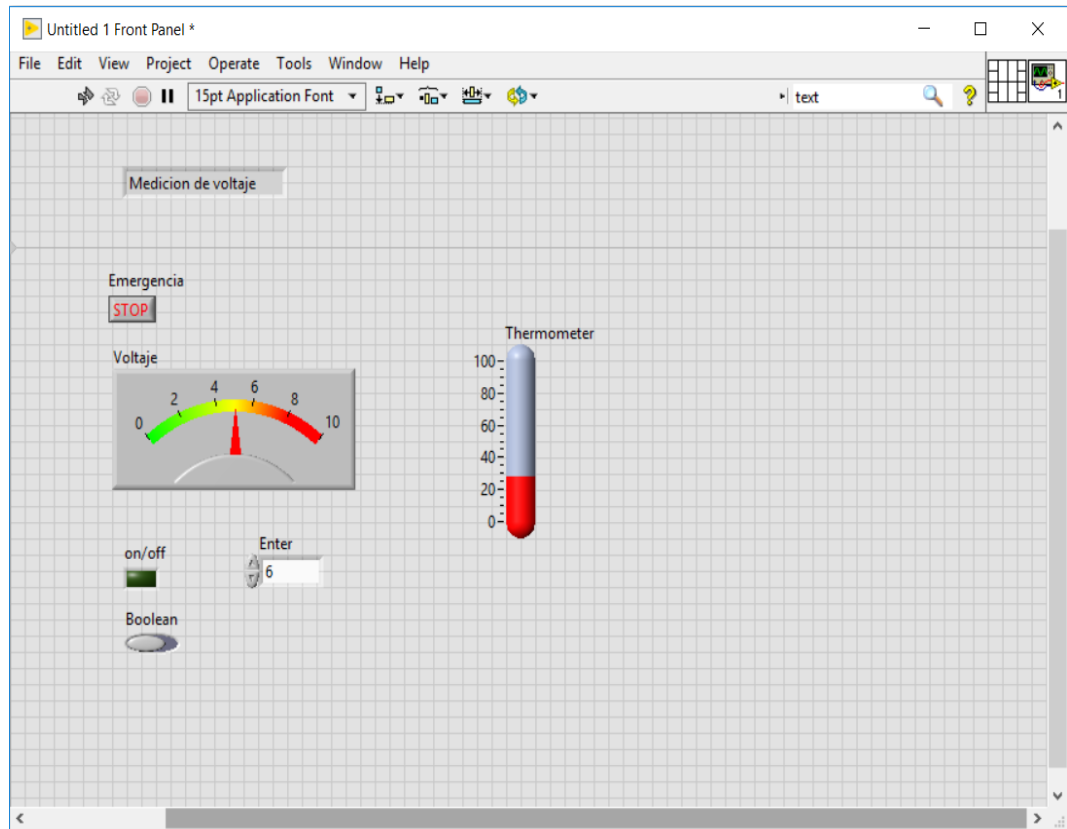 Untitled 1 Front Panel *
File Edit View Project Operate Tools Window Help
15pt Application Font
text
?
1
Medicion de voltaje
Emergencia
STOP
Voltaje
0 2 4 6 8 10
Thermometer
100
80
60
40
20
0
on/off
Enter
6
Boolean